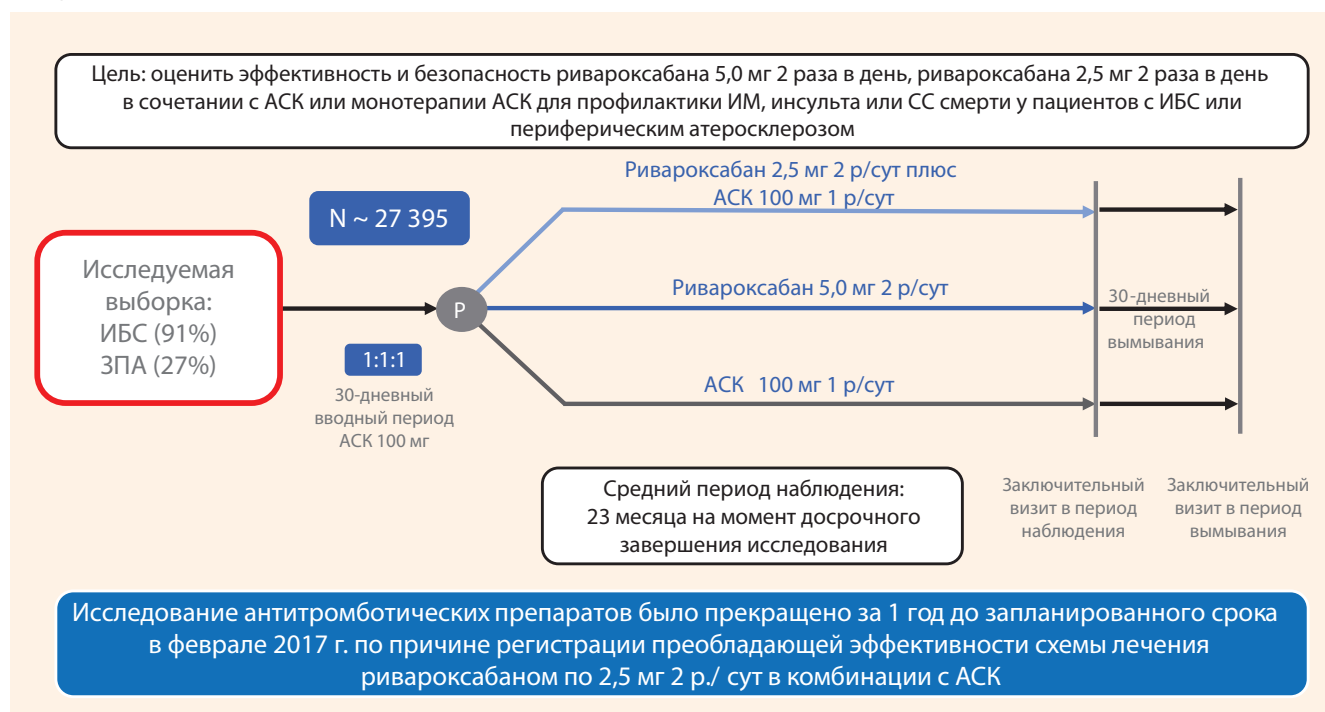 Цель: оценить эффективность и безопасность ривароксабана 5,0 мг 2 раза в день, ривароксабана 2,5 мг 2 раза в день
в сочетании с АСК или монотерапии АСК для профилактики ИМ, инсульта или СС смерти у пациентов с ИБС или
периферическим атеросклерозом
Ривароксабан 2,5 мг 2 р/сут плюс
АСК 100 мг 1 р/сут
N ~ 27 395
Исследуемая
выборка:
ИБС (91%)
ЗПА (27%)
Р
1:1:1
30-дневный
вводный период
АСК 100 мг
Ривароксабан 5,0 мг 2 р/сут
АСК 100 мг 1 р/сут
30-дневный
период
вымывания
Средний период наблюдения:
23 месяца на момент досрочного
завершения исследования
Заключительный
визит в период
наблюдения
Заключительный
визит в период
вымывания
Исследование антитромботических препаратов было прекращено за 1 год до запланированного срока
в феврале 2017 г. по причине регистрации преобладающей эффективности схемы лечения
ривароксабаном по 2,5 мг 2 р./ сут в комбинации с АСК